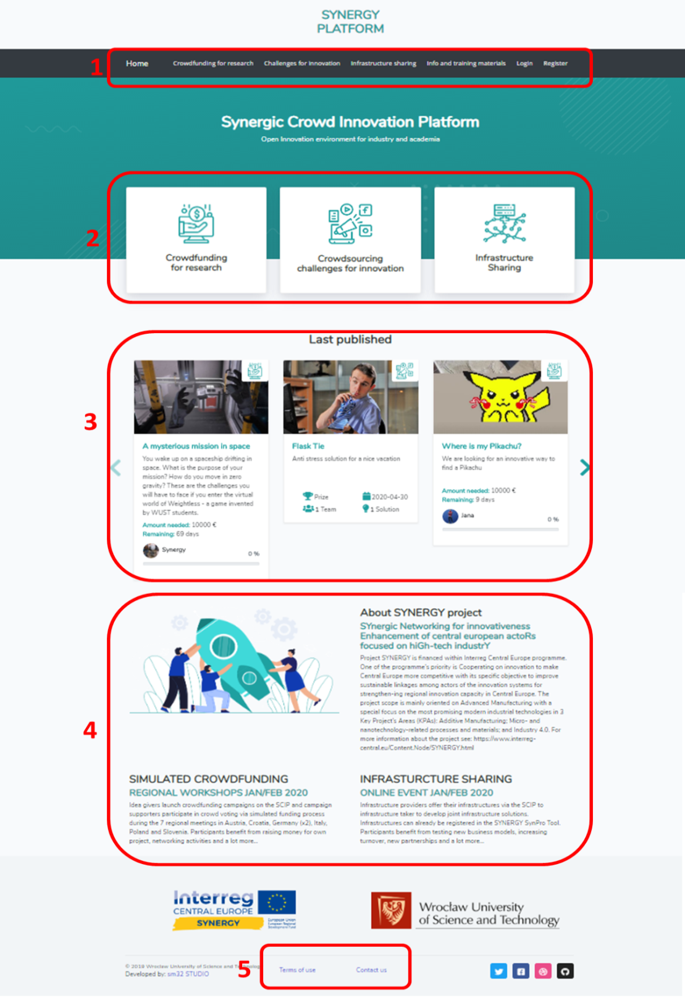 SYNERGY
PLATFORM
1
Home Crowdfunding for research Challenges for innovation Infrastructure sharing Info and training materials Login Register
Synergic Crowd Innovation Platform
Open Innovation environment for industry and academia
2
Crowdfunding
for research
Crowdsourcing
challenges for innovation
Infrastructure
Sharing
3
Last published
A mysterious mission in space
You wake up on a spaceship drifting in
space. What is the purpose of your
mission? How do you move in zero
gravity? These are the challenges you
will have to face if you enter the virtual
world of Weightless - a game invented
by WUST students.
Amount needed: 10000 €
Remaining: 69 days
Synergy
0 %
Flask Tie
Anti stress solution for a nice vacation
Prize 2020-04-30
1 Team 1 Solution
Where is my Pikachu?
We are looking for an innovative way to
find a Pikachu
Amount needed: 10000 €
Remaining: 9 days
Jana
0 %
4
About SYNERGY project
SYnergic Networking for innovativeness
Enhancement of central european actoRs
focused on hiGh-tech industrY
Project SYNERGY is financed within Interreg Central Europe programme.
One of the programme's priority is Cooperating on innovation to make
Central Europe more competitive with its specific objective to improve
sustainable linkages among actors of the innovation systems for
strengthen-ing regional innovation capacity in Central Europe. The
project scope is mainly oriented on Advanced Manufacturing with a
special focus on the most promising modern industrial technologies in 3
Key Project's Areas (KPAs): Additive Manufacturing; Micro- and
nanotechnology-related processes and materials; and Industry 4.0. For
more information about the project see: https://www.interreg-
central.eu/Content.Node/SYNERGY.html
SIMULATED CROWDFUNDING
REGIONAL WORKSHOPS JAN/FEB 2020
Idea givers launch crowdfunding campaigns on the SCIP and campaign
supporters participate in crowd voting via simulated funding process
during the 7 regional meetings in Austria, Croatia, Germany (x2), Italy,
Poland and Slovenia. Participants benefit from raising money for own
project, networking activities and a lot more...
INFRASTURCTURE SHARING
ONLINE EVENT JAN/FEB 2020
Infrastructure providers offer their infrastructures via the SCIP to
infrastructure taker to develop joint infrastructure solutions.
Infrastructures can already be registered in the SYNERGY SynPro Tool.
Participants benefit from testing new business models, increasing
turnover, new partnerships and a lot more...
Interreg
CENTRAL EUROPE
SYNERGY
European Union
European Regional
Development Fund
Wrocław University
of Science and Technology
5
© 2019 Wroclaw University of Science and Technology
Developed by: sm32 STUDIO
Terms of use
Contact us